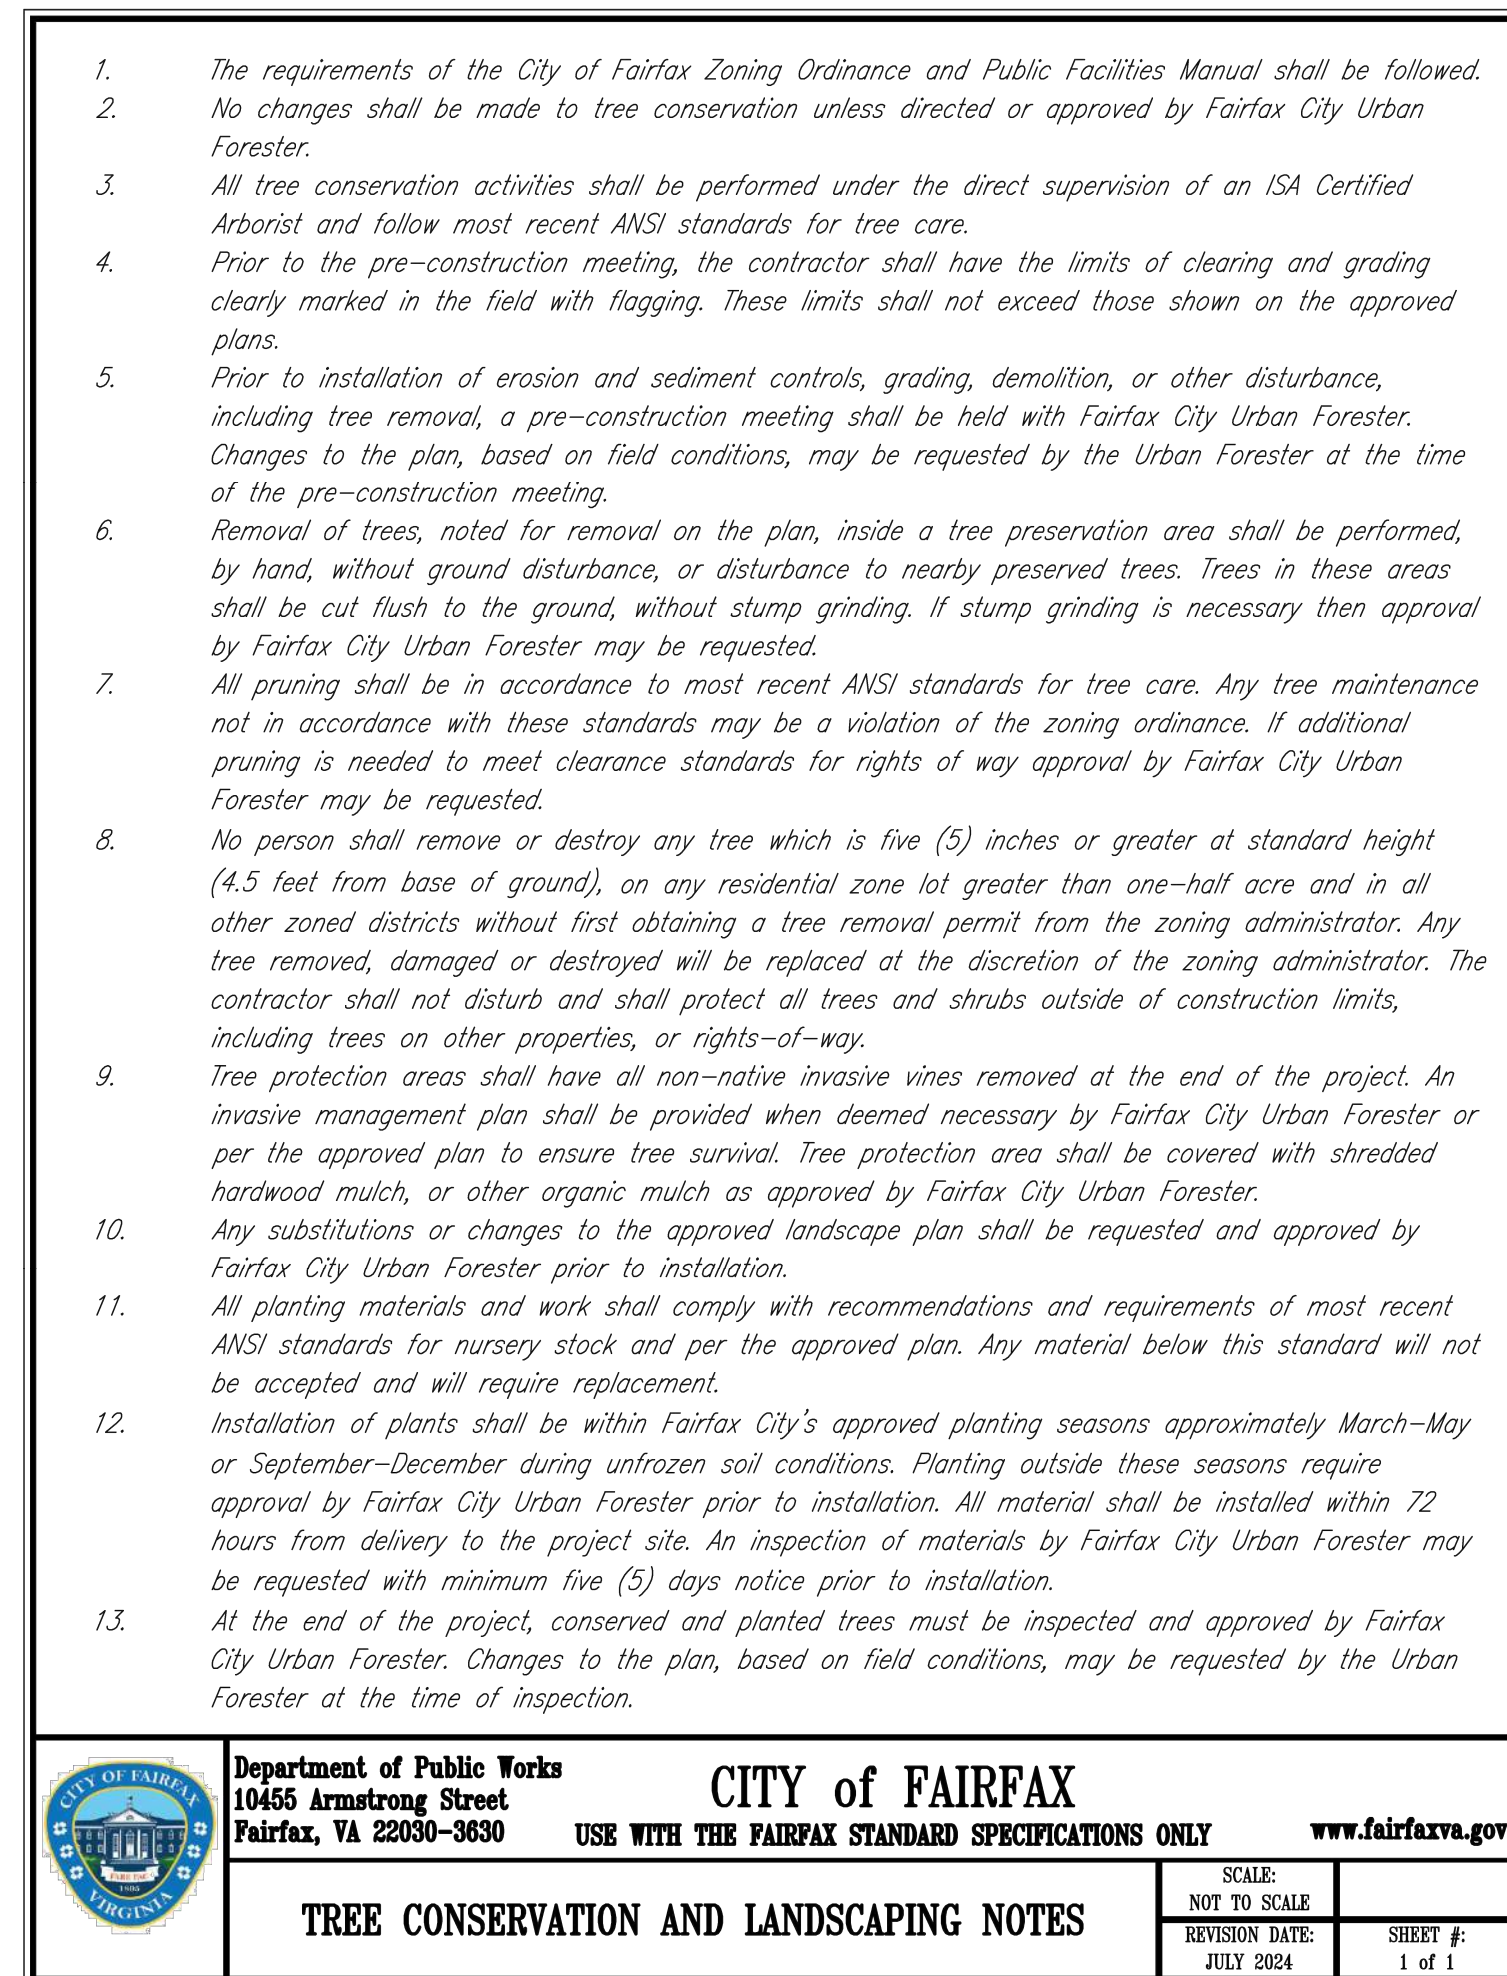 1. The requirements of the City of Fairfax Zoning Ordinance and Public Facilities Manual shall be followed.
2. No changes shall be made to tree conservation unless directed or approved by Fairfax City Urban
Forester.
3. All tree conservation activities shall be performed under the direct supervision of an ISA Certified
Arborist and follow most recent ANSI standards for tree care.
4. Prior to the pre-construction meeting, the contractor shall have the limits of clearing and grading
clearly marked in the field with flagging. These limits shall not exceed those shown on the approved
plans.
5. Prior to installation of erosion and sediment controls, grading, demolition, or other disturbance,
including tree removal, a pre-construction meeting shall be held with Fairfax City Urban Forester.
Changes to the plan, based on field conditions, may be requested by the Urban Forester at the time
of the pre-construction meeting.
6. Removal of trees, noted for removal on the plan, inside a tree preservation area shall be performed,
by hand, without ground disturbance, or disturbance to nearby preserved trees. Trees in these areas
shall be cut flush to the ground, without stump grinding. If stump grinding is necessary then approval
by Fairfax City Urban Forester may be requested.
7. All pruning shall be in accordance to most recent ANSI standards for tree care. Any tree maintenance
not in accordance with these standards may be a violation of the zoning ordinance. If additional
pruning is needed to meet clearance standards for rights of way approval by Fairfax City Urban
Forester may be requested.
8. No person shall remove or destroy any tree which is five (5) inches or greater at standard height
(4.5 feet from base of ground), on any residential zone lot greater than one-half acre and in all
other zoned districts without first obtaining a tree removal permit from the zoning administrator. Any
tree removed, damaged or destroyed will be replaced at the discretion of the zoning administrator. The
contractor shall not disturb and shall protect all trees and shrubs outside of construction limits,
including trees on other properties, or rights-of-way.
9. Tree protection areas shall have all non-native invasive vines removed at the end of the project. An
invasive management plan shall be provided when deemed necessary by Fairfax City Urban Forester or
per the approved plan to ensure tree survival. Tree protection area shall be covered with shredded
hardwood mulch, or other organic mulch as approved by Fairfax City Urban Forester.
10. Any substitutions or changes to the approved landscape plan shall be requested and approved by
Fairfax City Urban Forester prior to installation.
11. All planting materials and work shall comply with recommendations and requirements of most recent
ANSI standards for nursery stock and per the approved plan. Any material below this standard will not
be accepted and will require replacement.
12. Installation of plants shall be within Fairfax City's approved planting seasons approximately March-May
or September-December during unfrozen soil conditions. Planting outside these seasons require
approval by Fairfax City Urban Forester prior to installation. All material shall be installed within 72
hours from delivery to the project site. An inspection of materials by Fairfax City Urban Forester may
be requested with minimum five (5) days notice prior to installation.
13. At the end of the project, conserved and planted trees must be inspected and approved by Fairfax
City Urban Forester. Changes to the plan, based on field conditions, may be requested by the Urban
Forester at the time of inspection.
CITY OF FAIRFAX
1805
VIRGINIA
Department of Public Works
10455 Armstrong Street
Fairfax, VA 22030-3630
CITY of FAIRFAX
USE WITH THE FAIRFAX STANDARD SPECIFICATIONS ONLY
www.fairfaxva.gov
TREE CONSERVATION AND LANDSCAPING NOTES
SCALE:
NOT TO SCALE
REVISION DATE:
JULY 2024
SHEET #:
1 of 1